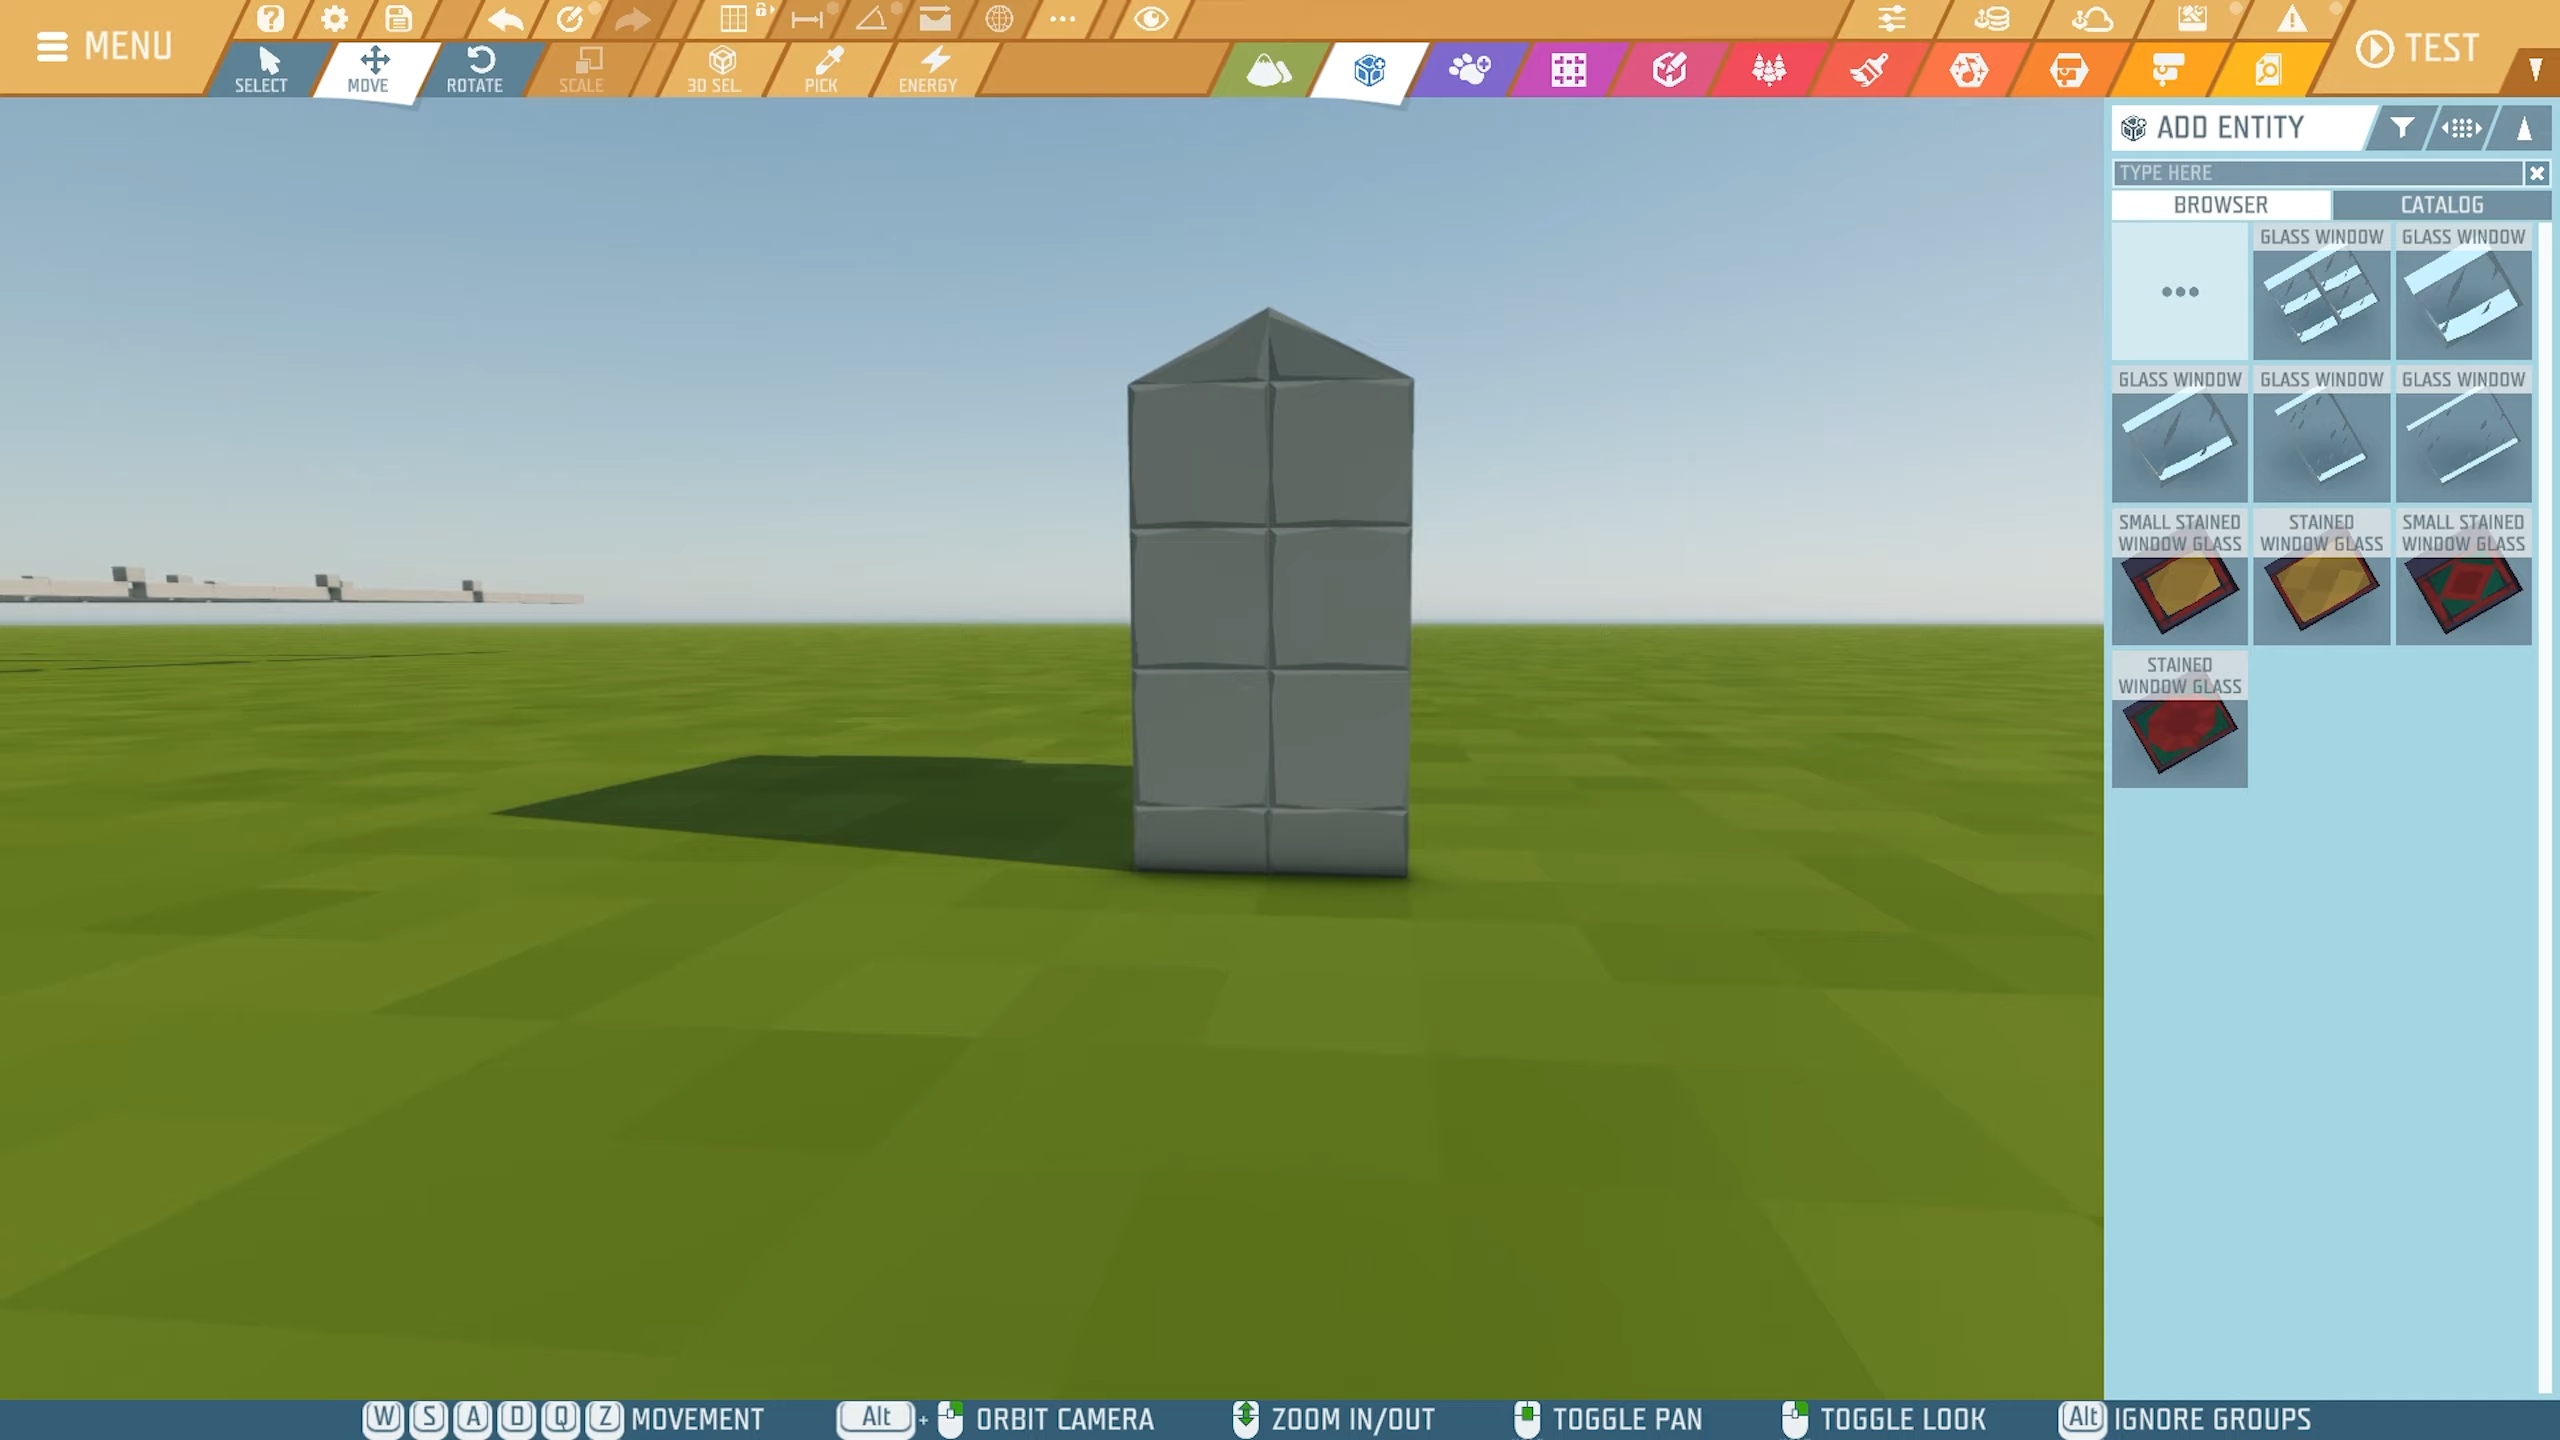 MENU
SELECT
MOVE
ROTATE
SCALE
3D SEL.
PICK
ENERGY
TEST
ADD ENTITY
TYPE HERE
BROWSER
CATALOG
GLASS WINDOW
GLASS WINDOW
GLASS WINDOW
GLASS WINDOW
GLASS WINDOW
SMALL STAINED
WINDOW GLASS
STAINED
WINDOW GLASS
SMALL STAINED
WINDOW GLASS
STAINED
WINDOW GLASS
W S A D Q Z MOVEMENT
Alt + ORBIT CAMERA
ZOOM IN/OUT
TOGGLE PAN
TOGGLE LOOK
Alt IGNORE GROUPS